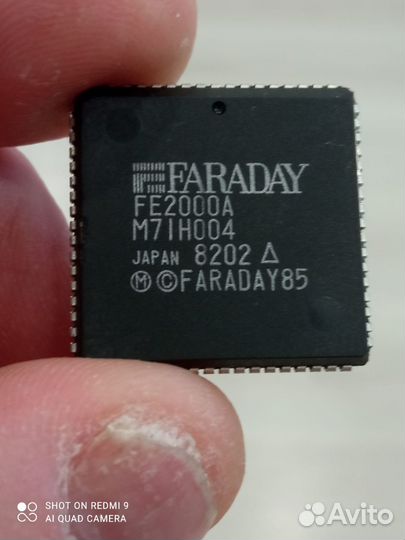 FARADAY
FE2000A
M71H004
JAPAN 8202 Δ
Ⓜ ©FARADAY85
SHOT ON REDMI 9
AI QUAD CAMERA
Avito